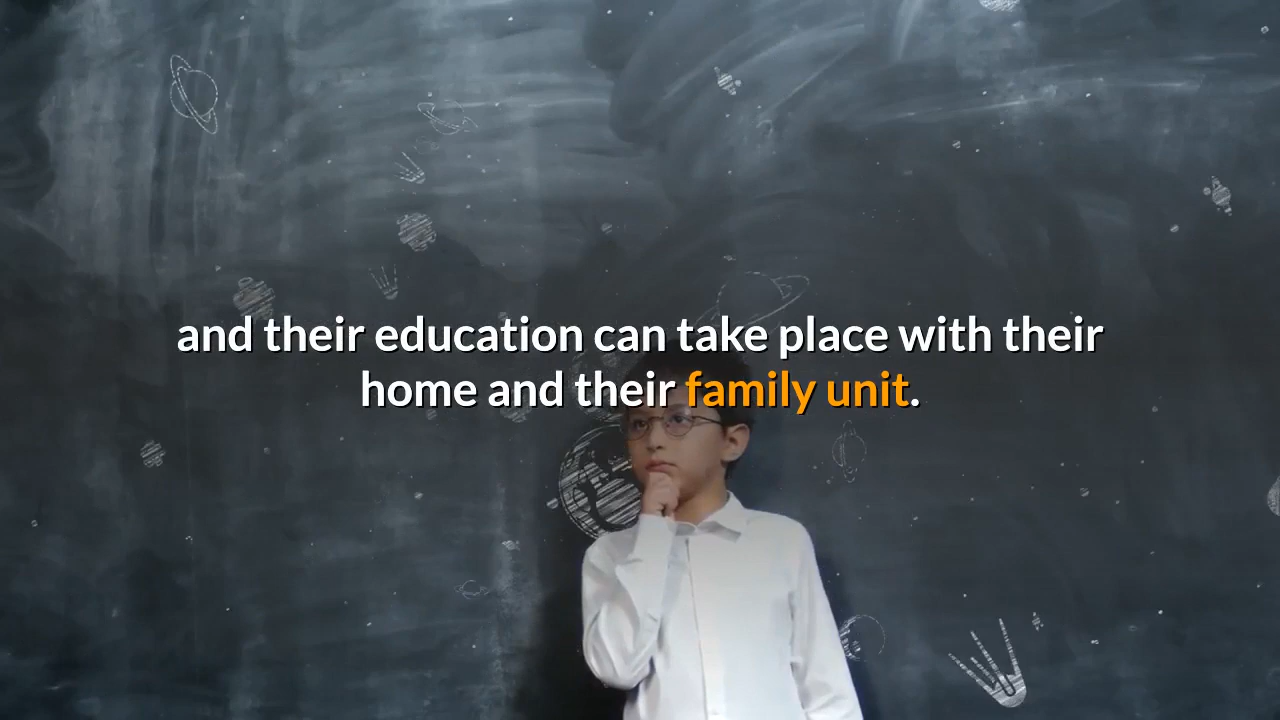 and their education can take place with their
home and their family unit.